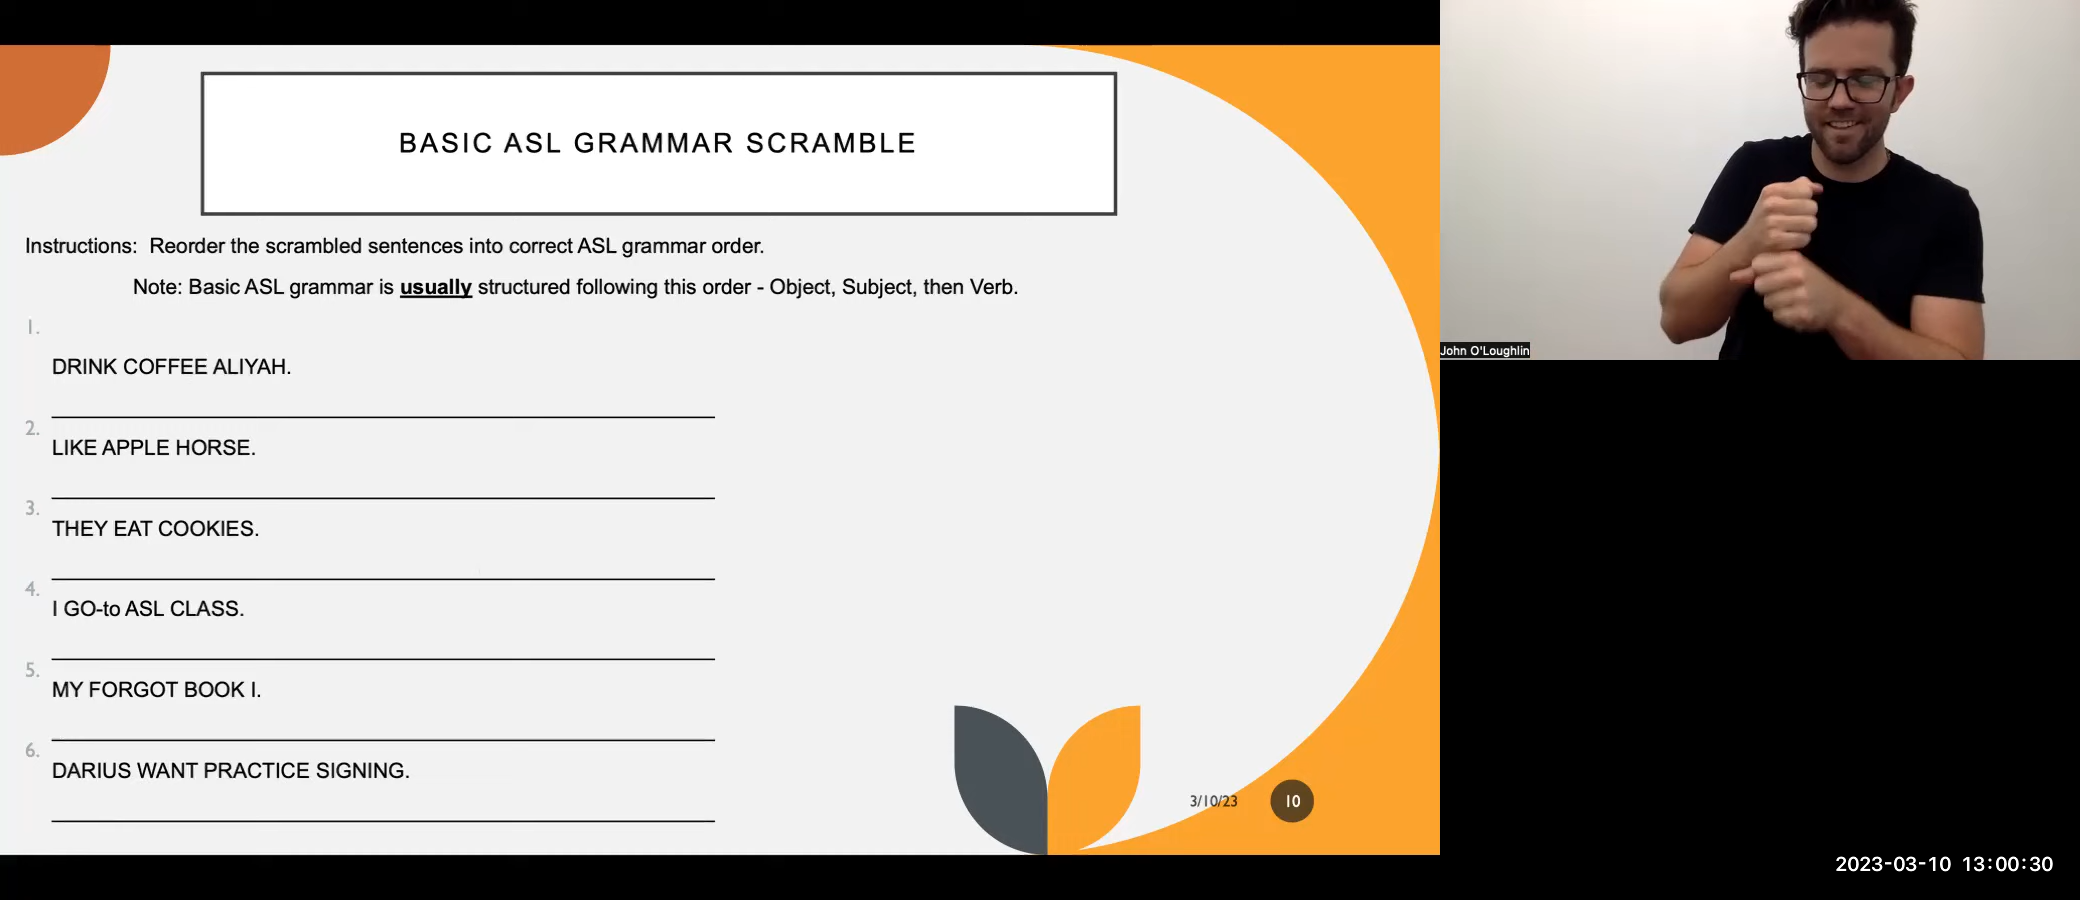 BASIC ASL GRAMMAR SCRAMBLE
Instructions: Reorder the scrambled sentences into correct ASL grammar order.
Note: Basic ASL grammar is usually structured following this order - Object, Subject, then Verb.
1.
DRINK COFFEE ALIYAH.
2.
LIKE APPLE HORSE.
3.
THEY EAT COOKIES.
4.
I GO-to ASL CLASS.
5.
MY FORGOT BOOK I.
6.
DARIUS WANT PRACTICE SIGNING.
3/10/23
10
John O'Loughlin
2023-03-10 13:00:30